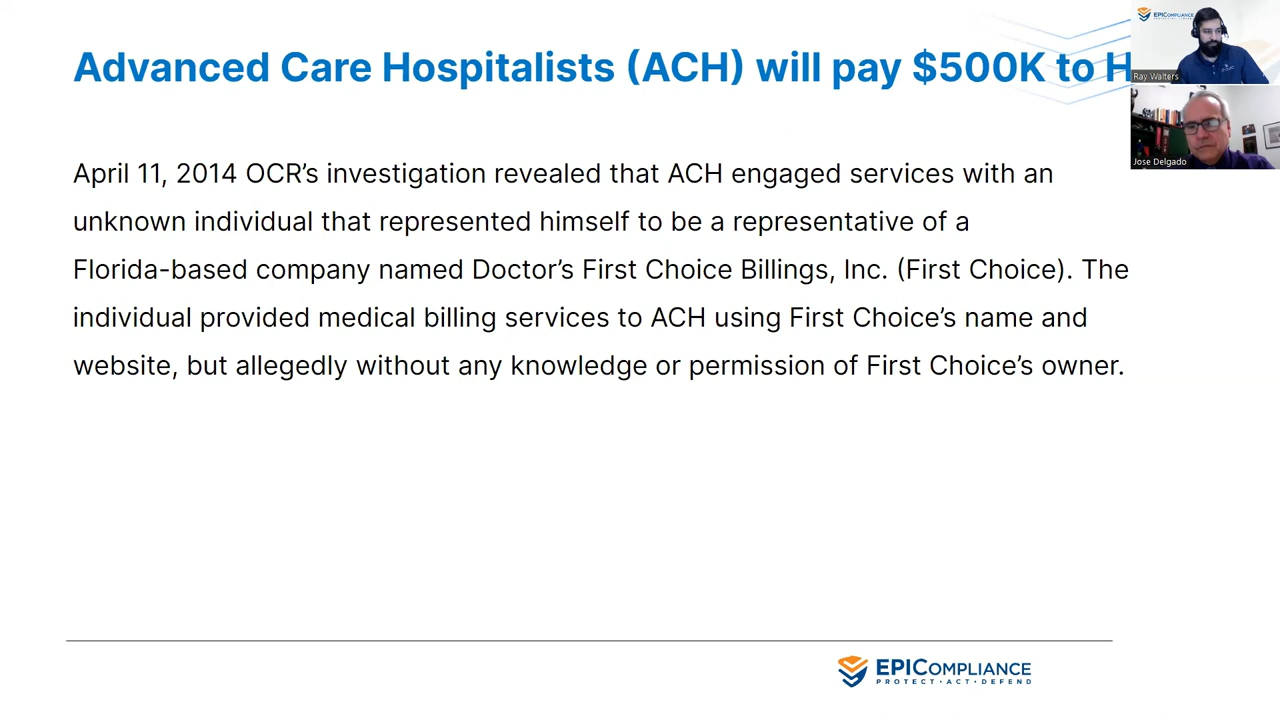 Advanced Care Hospitalists (ACH) will pay $500K to H
April 11, 2014 OCR’s investigation revealed that ACH engaged services with an
unknown individual that represented himself to be a representative of a
Florida-based company named Doctor’s First Choice Billings, Inc. (First Choice). The
individual provided medical billing services to ACH using First Choice’s name and
website, but allegedly without any knowledge or permission of First Choice’s owner.
EPICOMPLIANCE
PROTECT·ACT·DEFEND
EPICOMPLIANCE
Ray Walters
Jose Delgado